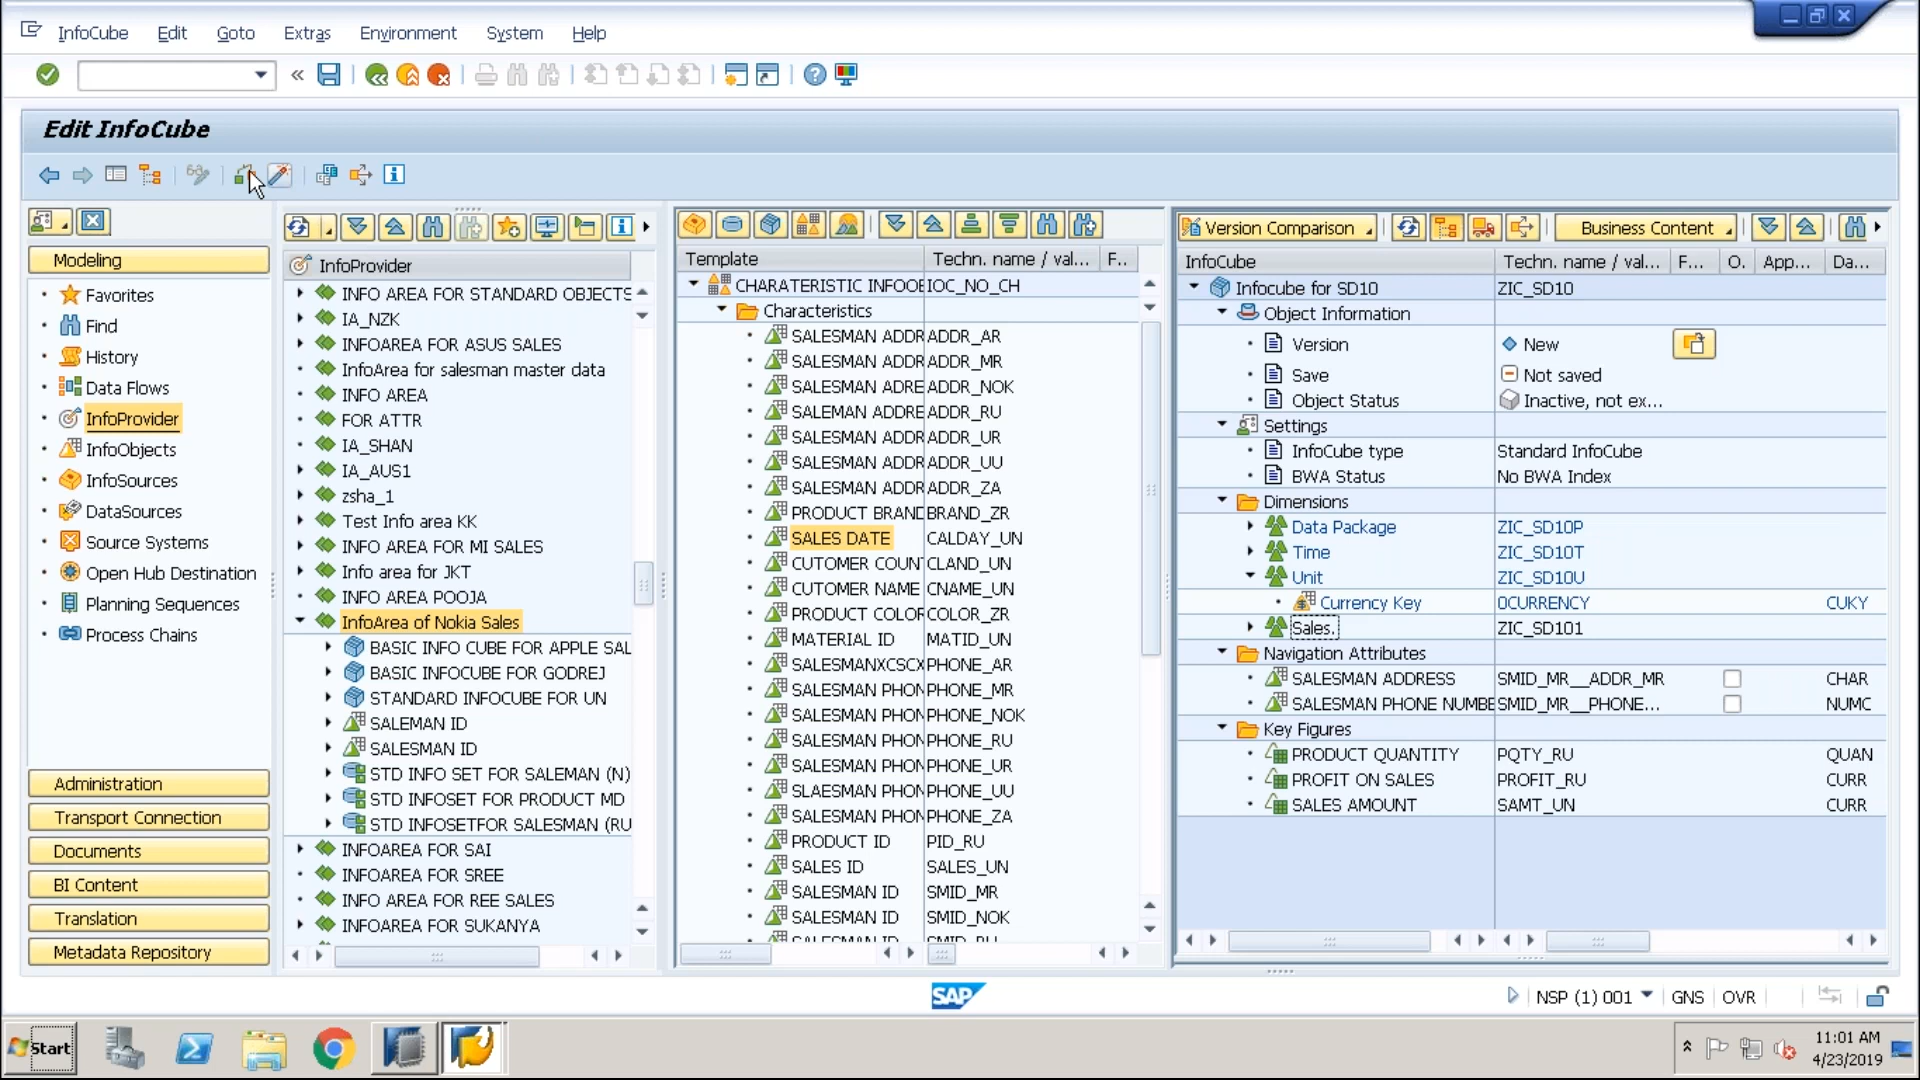 InfoCube Edit Goto Extras Environment System Help
Edit InfoCube
Modeling
Favorites
Find
History
Data Flows
InfoProvider
InfoObjects
InfoSources
DataSources
Source Systems
Open Hub Destination
Planning Sequences
Process Chains
Administration
Transport Connection
Documents
BI Content
Translation
Metadata Repository
InfoProvider
INFO AREA FOR STANDARD OBJECTS
IA_NZK
INFOAREA FOR ASUS SALES
InfoArea for salesman master data
INFO AREA
FOR ATTR
IA_SHAN
IA_AUS1
zsha_1
Test Info area KK
INFO AREA FOR MI SALES
Info area for JKT
INFO AREA POOJA
InfoArea of Nokia Sales
BASIC INFO CUBE FOR APPLE SAL
BASIC INFOCUBE FOR GODREJ
STANDARD INFOCUBE FOR UN
SALEMAN ID
SALESMAN ID
STD INFO SET FOR SALEMAN (N)
STD INFOSET FOR PRODUCT MD
STD INFOSETFOR SALESMAN (RU
INFOAREA FOR SAI
INFOAREA FOR SREE
INFO AREA FOR REE SALES
INFOAREA FOR SUKANYA
Template Techn. name / val... F..
CHARATERISTIC INFOOB IOC_NO_CH
Characteristics
SALESMAN ADDR ADDR_AR
SALESMAN ADDR ADDR_MR
SALESMAN ADRE ADDR_NOK
SALEMAN ADDRE ADDR_RU
SALESMAN ADDR ADDR_UR
SALESMAN ADDR ADDR_UU
SALESMAN ADDR ADDR_ZA
PRODUCT BRAND BRAND_ZR
SALES DATE CALDAY_UN
CUTOMER COUN CLAND_UN
CUTOMER NAME CNAME_UN
PRODUCT COLOR COLOR_ZR
MATERIAL ID MATID_UN
SALESMANXCSCX PHONE_AR
SALESMAN PHON PHONE_MR
SALESMAN PHON PHONE_NOK
SALESMAN PHON PHONE_RU
SALESMAN PHON PHONE_UR
SLAESMAN PHON PHONE_UU
SALESMAN PHON PHONE_ZA
PRODUCT ID PID_RU
SALES ID SALES_UN
SALESMAN ID SMID_MR
SALESMAN ID SMID_NOK
SALESMAN ID SMID_RU
Version Comparison Business Content
InfoCube Techn. name / val... F... O. App... Da...
Infocube for SD10 ZIC_SD10
Object Information
Version New
Save Not saved
Object Status Inactive, not ex...
Settings
InfoCube type Standard InfoCube
BWA Status No BWA Index
Dimensions
Data Package ZIC_SD10P
Time ZIC_SD10T
Unit ZIC_SD10U
Currency Key 0CURRENCY CUKY
Sales. ZIC_SD101
Navigation Attributes
SALESMAN ADDRESS SMID_MR__ADDR_MR CHAR
SALESMAN PHONE NUMBE SMID_MR__PHONE... NUMC
Key Figures
PRODUCT QUANTITY PQTY_RU QUAN
PROFIT ON SALES PROFIT_RU CURR
SALES AMOUNT SAMT_UN CURR
SAP
NSP (1) 001 GNS OVR
Start
11:01 AM
4/23/2019